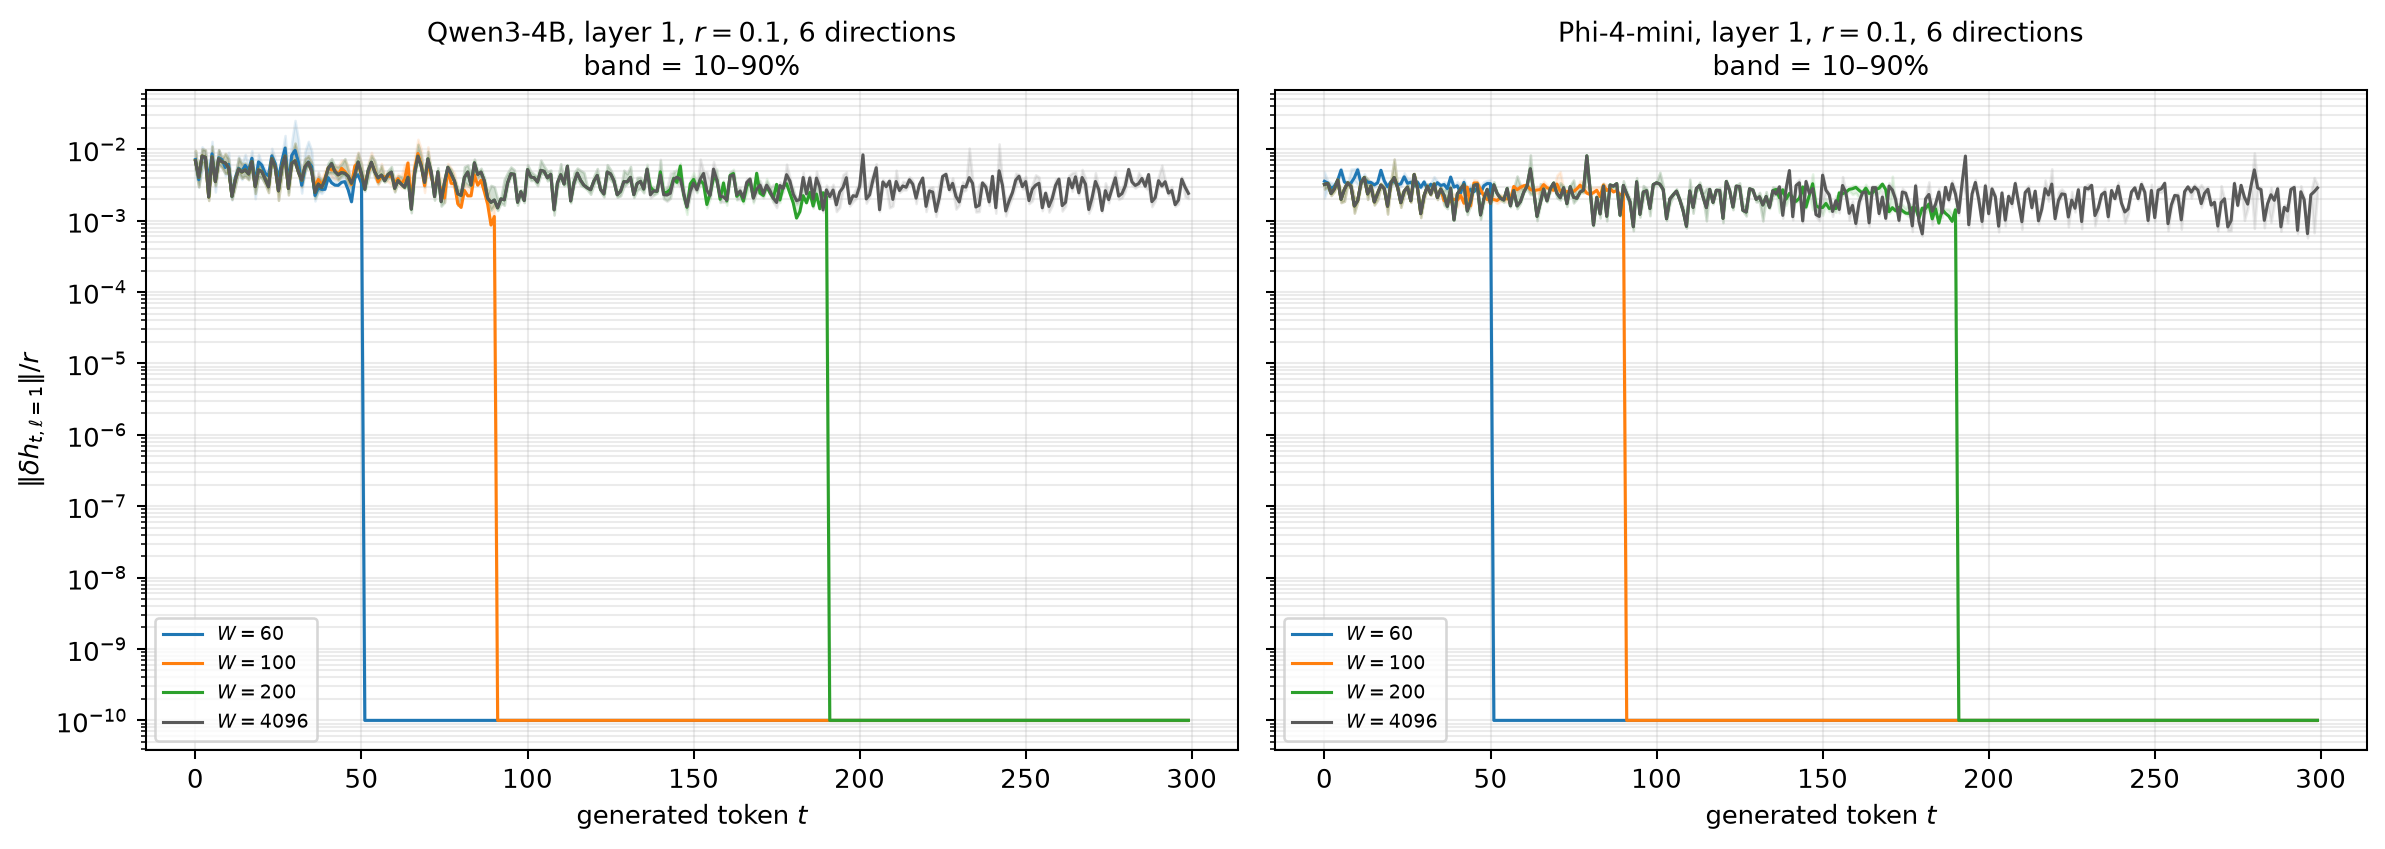 Qwen3-4B, layer 1, r = 0.1, 6 directions
band = 10–90%
‖δh_{t,ℓ=1}‖/r
10⁻²
10⁻³
10⁻⁴
10⁻⁵
10⁻⁶
10⁻⁷
10⁻⁸
10⁻⁹
10⁻¹⁰
W = 60
W = 100
W = 200
W = 4096
0 50 100 150 200 250 300
generated token t
Phi-4-mini, layer 1, r = 0.1, 6 directions
band = 10–90%
W = 60
W = 100
W = 200
W = 4096
0 50 100 150 200 250 300
generated token t